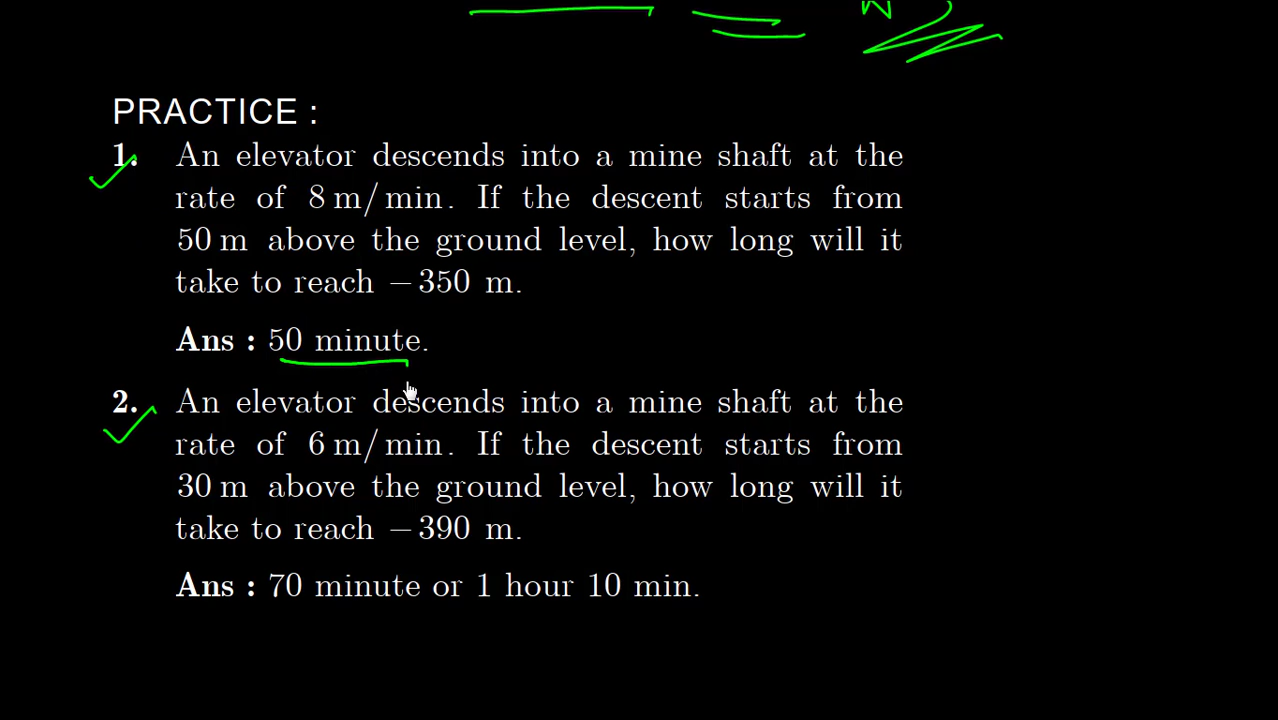 PRACTICE :
1. An elevator descends into a mine shaft at the
rate of 8 m/min. If the descent starts from
50 m above the ground level, how long will it
take to reach −350 m.
Ans : 50 minute.
2. An elevator descends into a mine shaft at the
rate of 6 m/min. If the descent starts from
30 m above the ground level, how long will it
take to reach −390 m.
Ans : 70 minute or 1 hour 10 min.